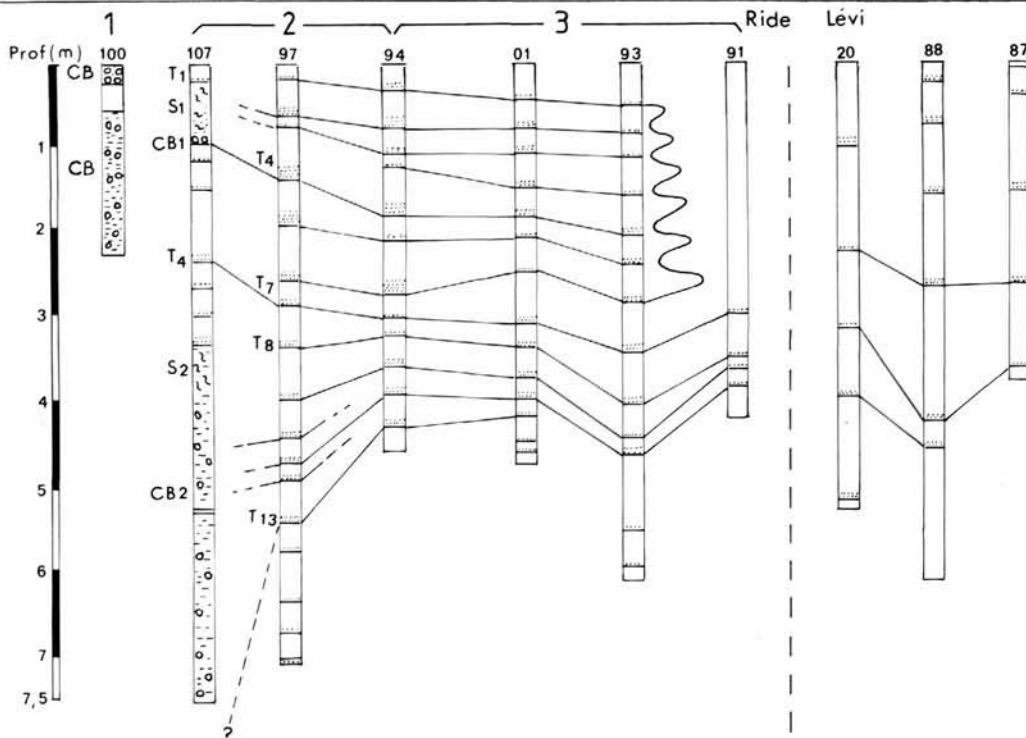 1 2 3 Ride Lévi
Prof(m) 100 107 97 94 01 93 91 20 88 87
CB T1
S1
1 CB1
CB T4
2
T4 T7
3
T8
S2
4
5 CB2
T13
6
7
7,5
?